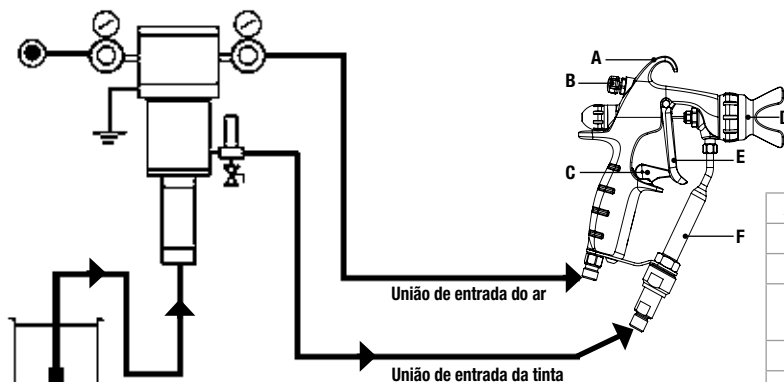 A
B
D
E
C
F
União de entrada do ar
União de entrada da tinta